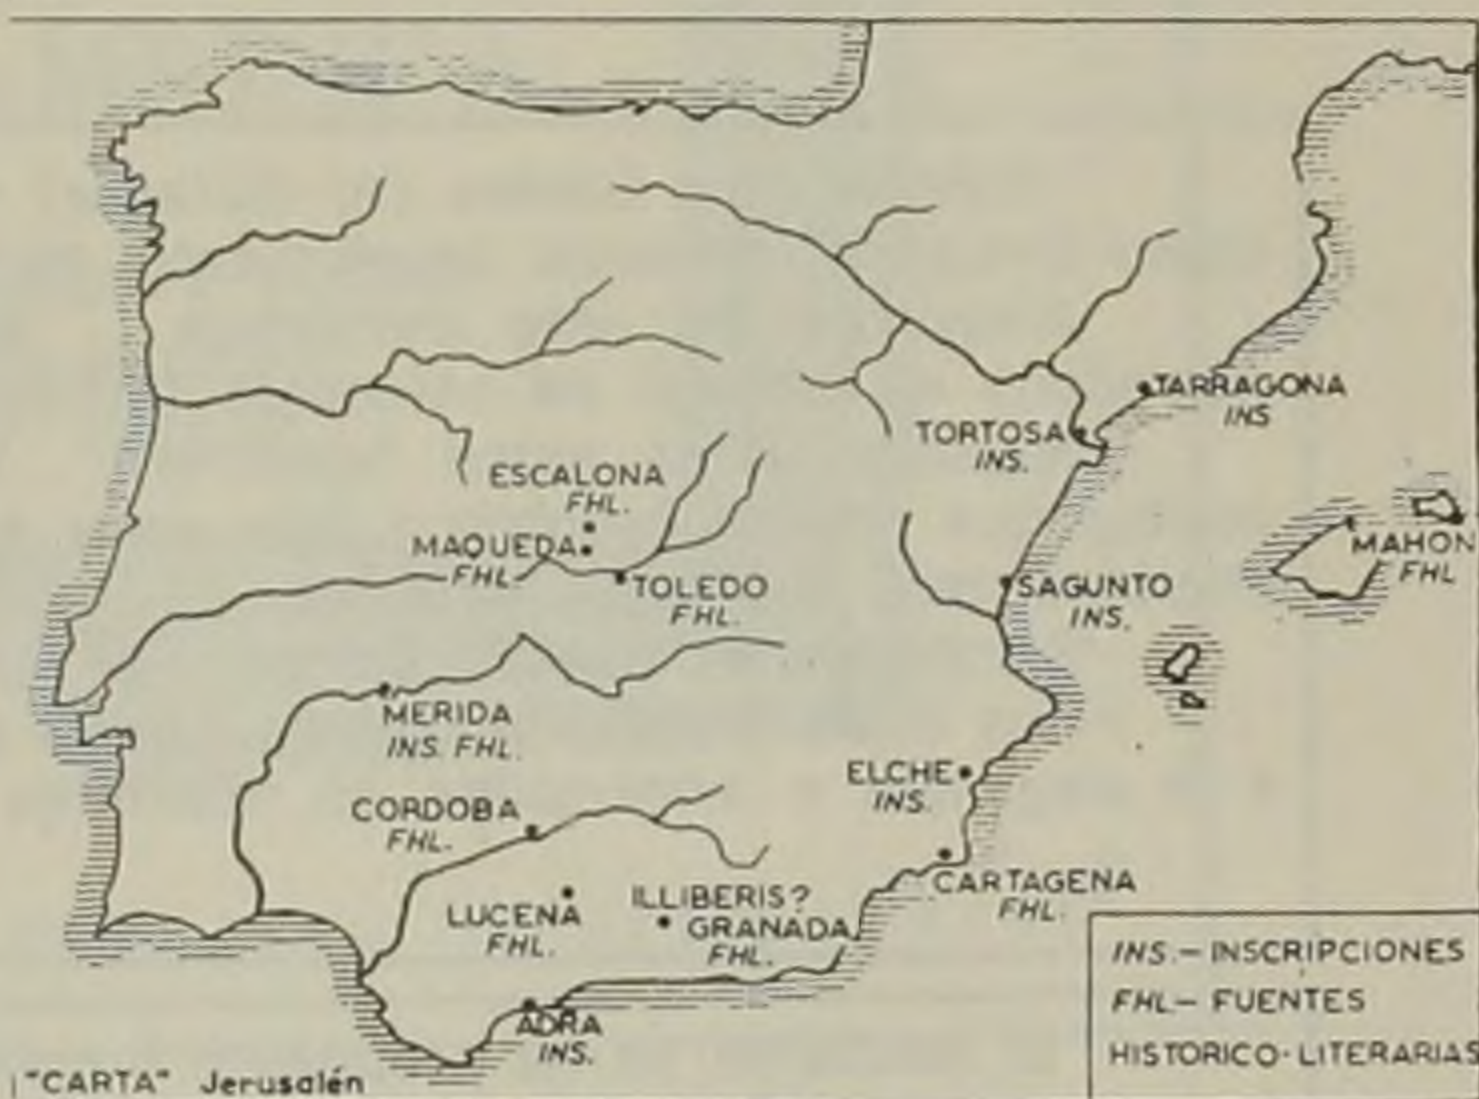 TARRAGONA
INS
TORTOSA
INS.
ESCALONA
FHL.
MAQUEDA
FHL
TOLEDO
FHL.
MAHON
FHL
SAGUNTO
INS.
MERIDA
INS. FHL.
ELCHE
INS.
CORDOBA
FHL.
CARTAGENA
FHL.
LUCENA
FHL.
ILLIBERIS?
GRANADA
FHL.
ADRA
INS.
INS.- INSCRIPCIONES
FHL- FUENTES
HISTORICO-LITERARIAS
"CARTA" Jerusalén